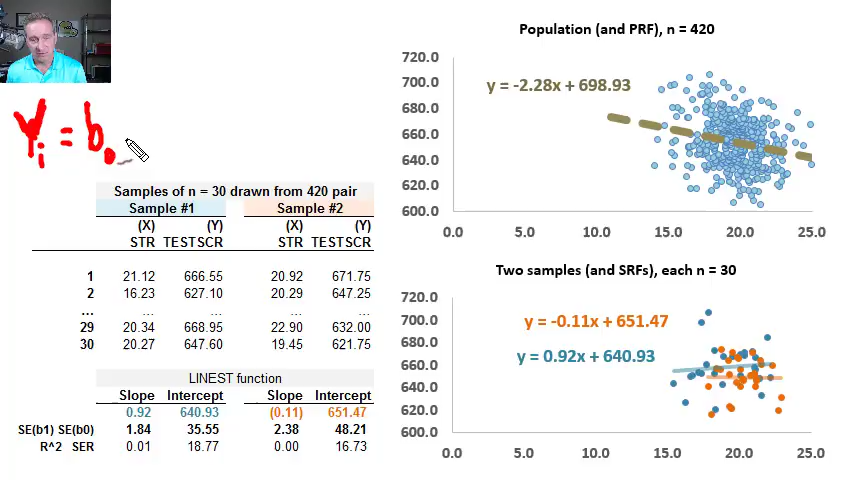 Yi = b0
Samples of n = 30 drawn from 420 pair
Sample #1 Sample #2
(X) (Y) (X) (Y)
STR TESTSCR STR TESTSCR
1 21.12 666.55 20.92 671.75
2 16.23 627.10 20.29 647.25
... ... ... ... ...
29 20.34 668.95 22.90 632.00
30 20.27 647.60 19.45 621.75
LINEST function
Slope Intercept Slope Intercept
0.92 640.93 (0.11) 651.47
SE(b1) SE(b0) 1.84 35.55 2.38 48.21
R^2 SER 0.01 18.77 0.00 16.73
Population (and PRF), n = 420
y = -2.28x + 698.93
720.0
700.0
680.0
660.0
640.0
620.0
600.0
0.0 5.0 10.0 15.0 20.0 25.0
Two samples (and SRFs), each n = 30
y = -0.11x + 651.47
y = 0.92x + 640.93
720.0
700.0
680.0
660.0
640.0
620.0
600.0
0.0 5.0 10.0 15.0 20.0 25.0